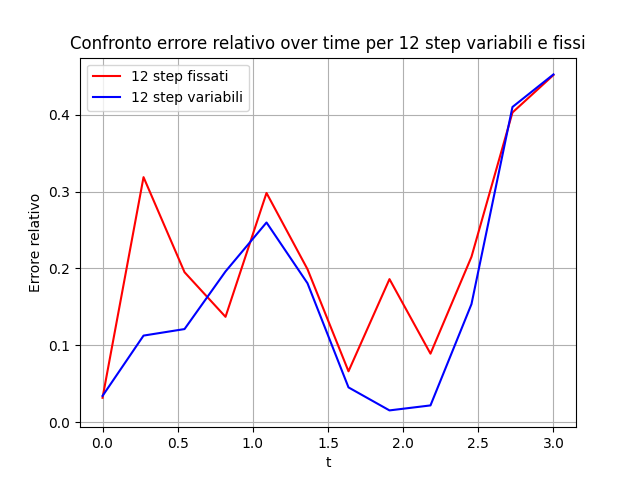 Confronto errore relativo over time per 12 step variabili e fissi
12 step fissati
12 step variabili
Errore relativo
0.4
0.3
0.2
0.1
0.0
0.0 0.5 1.0 1.5 2.0 2.5 3.0
t